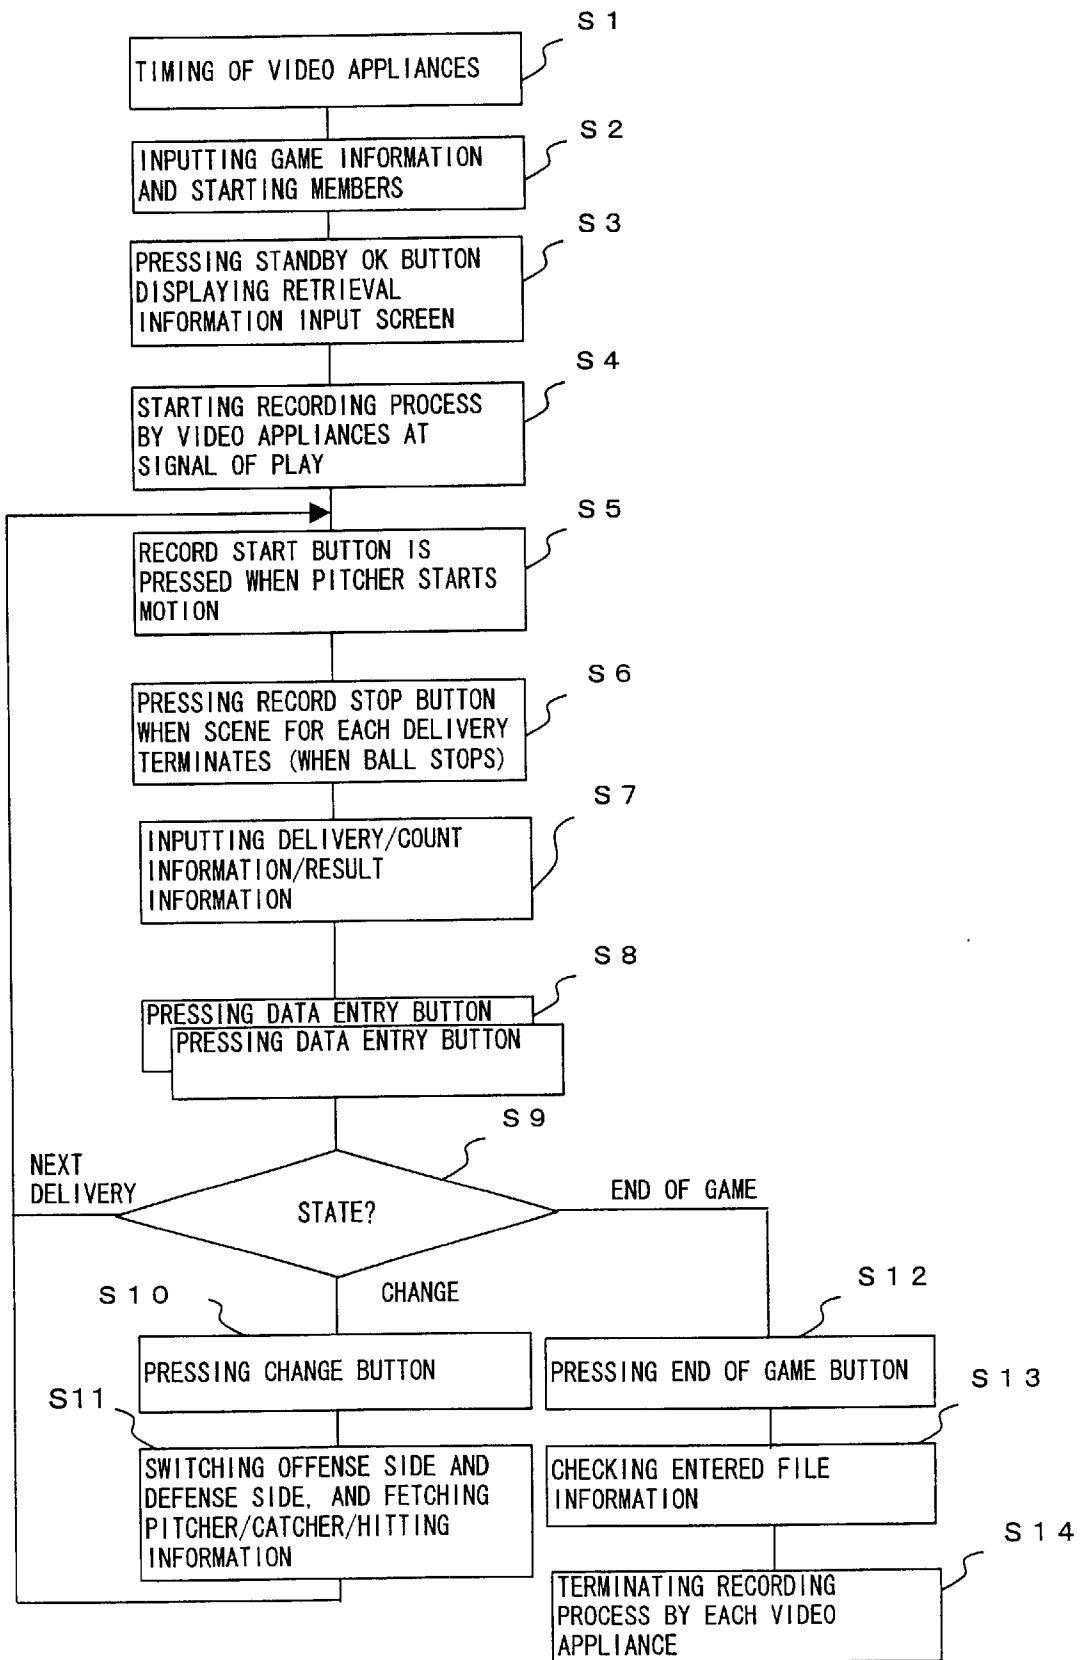 S1
TIMING OF VIDEO APPLIANCES
S2
INPUTTING GAME INFORMATION
AND STARTING MEMBERS
S3
PRESSING STANDBY OK BUTTON
DISPLAYING RETRIEVAL
INFORMATION INPUT SCREEN
S4
STARTING RECORDING PROCESS
BY VIDEO APPLIANCES AT
SIGNAL OF PLAY
S5
RECORD START BUTTON IS
PRESSED WHEN PITCHER STARTS
MOTION
S6
PRESSING RECORD STOP BUTTON
WHEN SCENE FOR EACH DELIVERY
TERMINATES (WHEN BALL STOPS)
S7
INPUTTING DELIVERY/COUNT
INFORMATION/RESULT
INFORMATION
S8
PRESSING DATA ENTRY BUTTON
PRESSING DATA ENTRY BUTTON
S9
NEXT
DELIVERY
STATE?
END OF GAME
CHANGE
S10
PRESSING CHANGE BUTTON
S11
SWITCHING OFFENSE SIDE AND
DEFENSE SIDE, AND FETCHING
PITCHER/CATCHER/HITTING
INFORMATION
S12
PRESSING END OF GAME BUTTON
S13
CHECKING ENTERED FILE
INFORMATION
S14
TERMINATING RECORDING
PROCESS BY EACH VIDEO
APPLIANCE